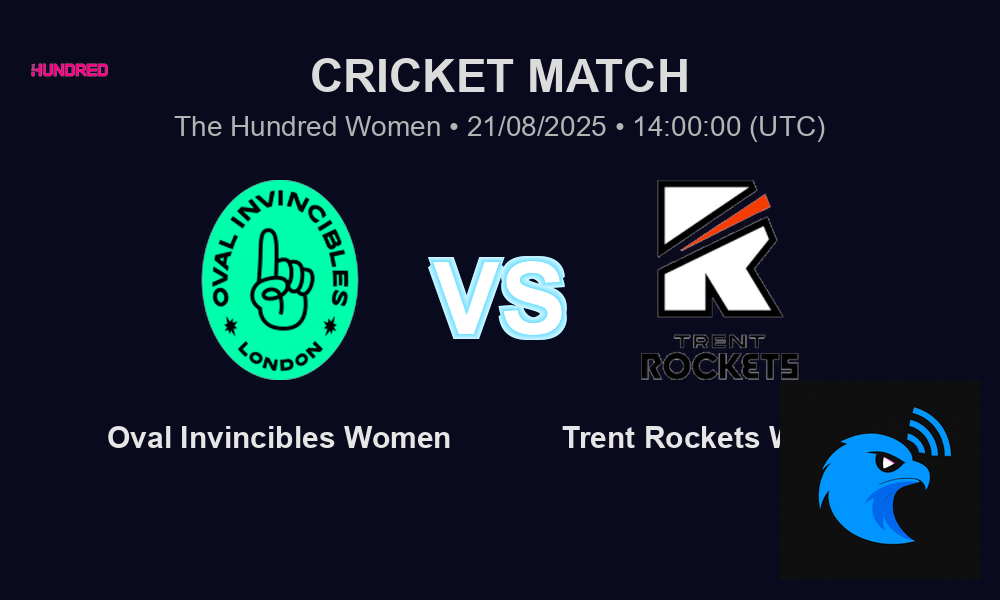 HUNDRED
CRICKET MATCH
The Hundred Women • 21/08/2025 • 14:00:00 (UTC)
OVAL INVINCIBLES
LONDON
VS
TRENT
ROCKETS
Oval Invincibles Women
Trent Rockets